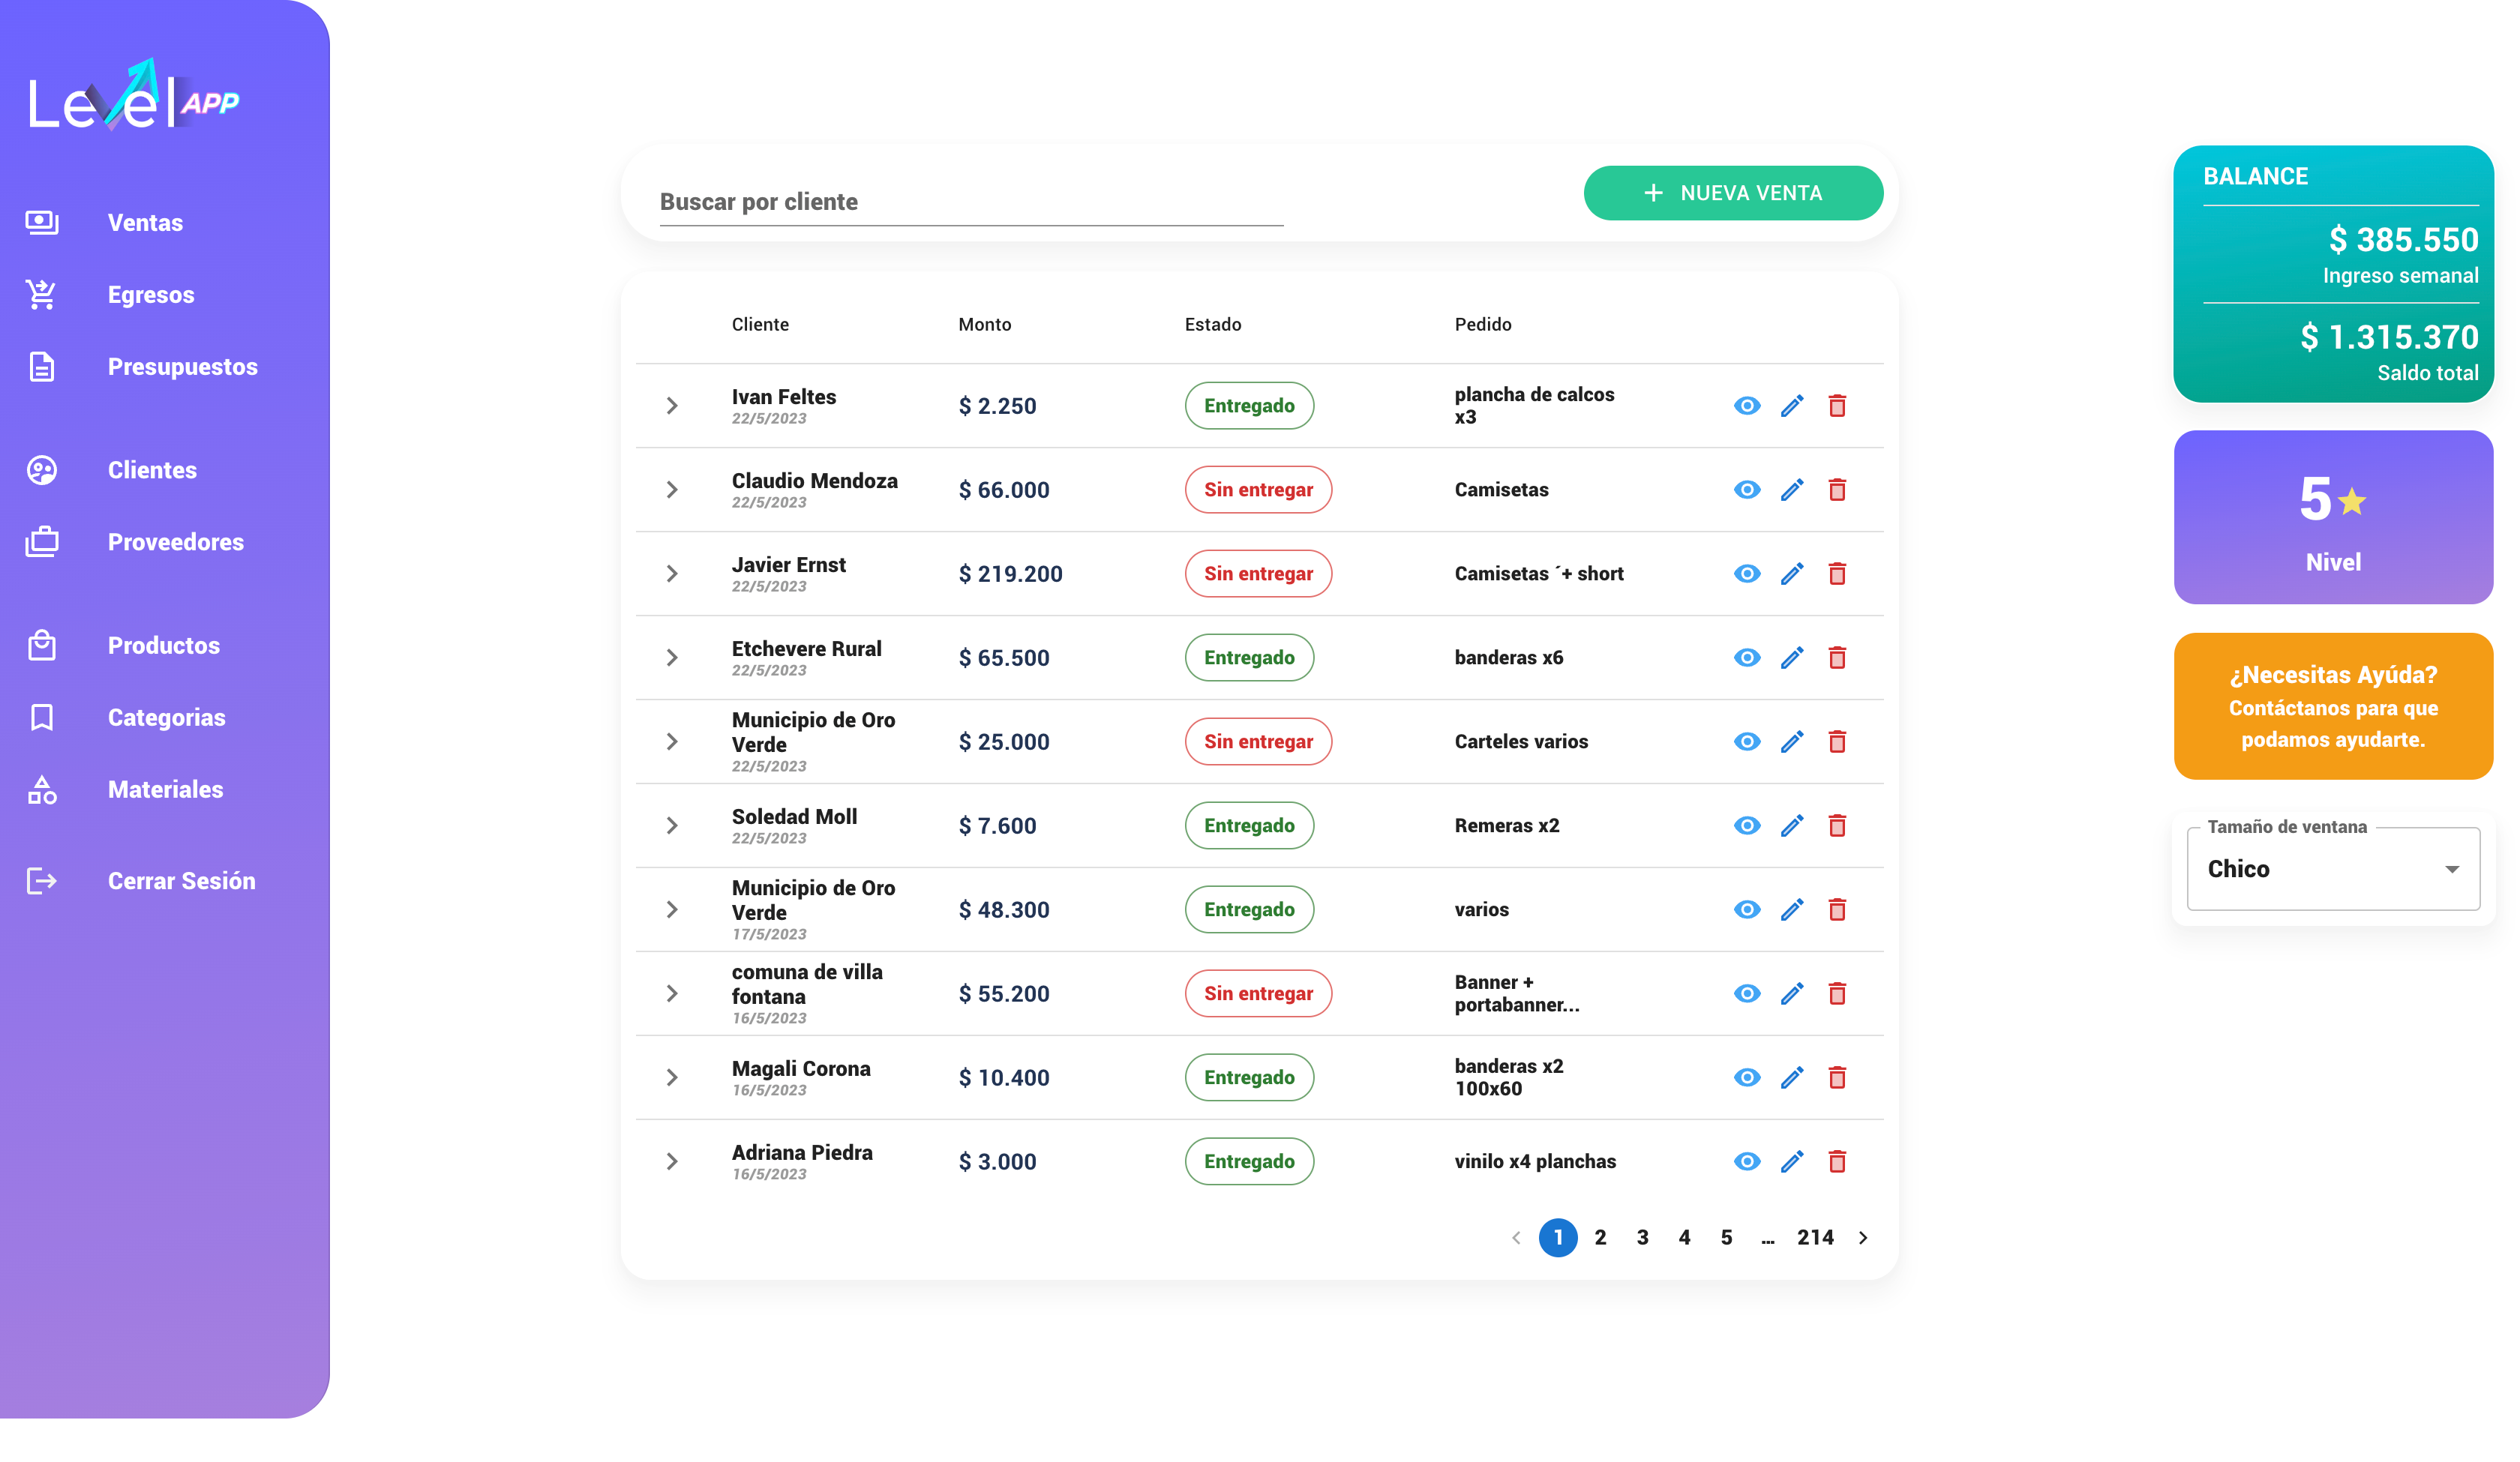 Level APP
Ventas
Egresos
Presupuestos
Clientes
Proveedores
Productos
Categorias
Materiales
Cerrar Sesión
Buscar por cliente
+ NUEVA VENTA
Cliente Monto Estado Pedido
Ivan Feltes
22/5/2023
$ 2.250
Entregado
plancha de calcos
x3
Claudio Mendoza
22/5/2023
$ 66.000
Sin entregar
Camisetas
Javier Ernst
22/5/2023
$ 219.200
Sin entregar
Camisetas ´+ short
Etchevere Rural
22/5/2023
$ 65.500
Entregado
banderas x6
Municipio de Oro
Verde
22/5/2023
$ 25.000
Sin entregar
Carteles varios
Soledad Moll
22/5/2023
$ 7.600
Entregado
Remeras x2
Municipio de Oro
Verde
17/5/2023
$ 48.300
Entregado
varios
comuna de villa
fontana
16/5/2023
$ 55.200
Sin entregar
Banner +
portabanner...
Magali Corona
16/5/2023
$ 10.400
Entregado
banderas x2
100x60
Adriana Piedra
16/5/2023
$ 3.000
Entregado
vinilo x4 planchas
1 2 3 4 5 ... 214
BALANCE
$ 385.550
Ingreso semanal
$ 1.315.370
Saldo total
5
Nivel
¿Necesitas Ayúda?
Contáctanos para que
podamos ayudarte.
Tamaño de ventana
Chico